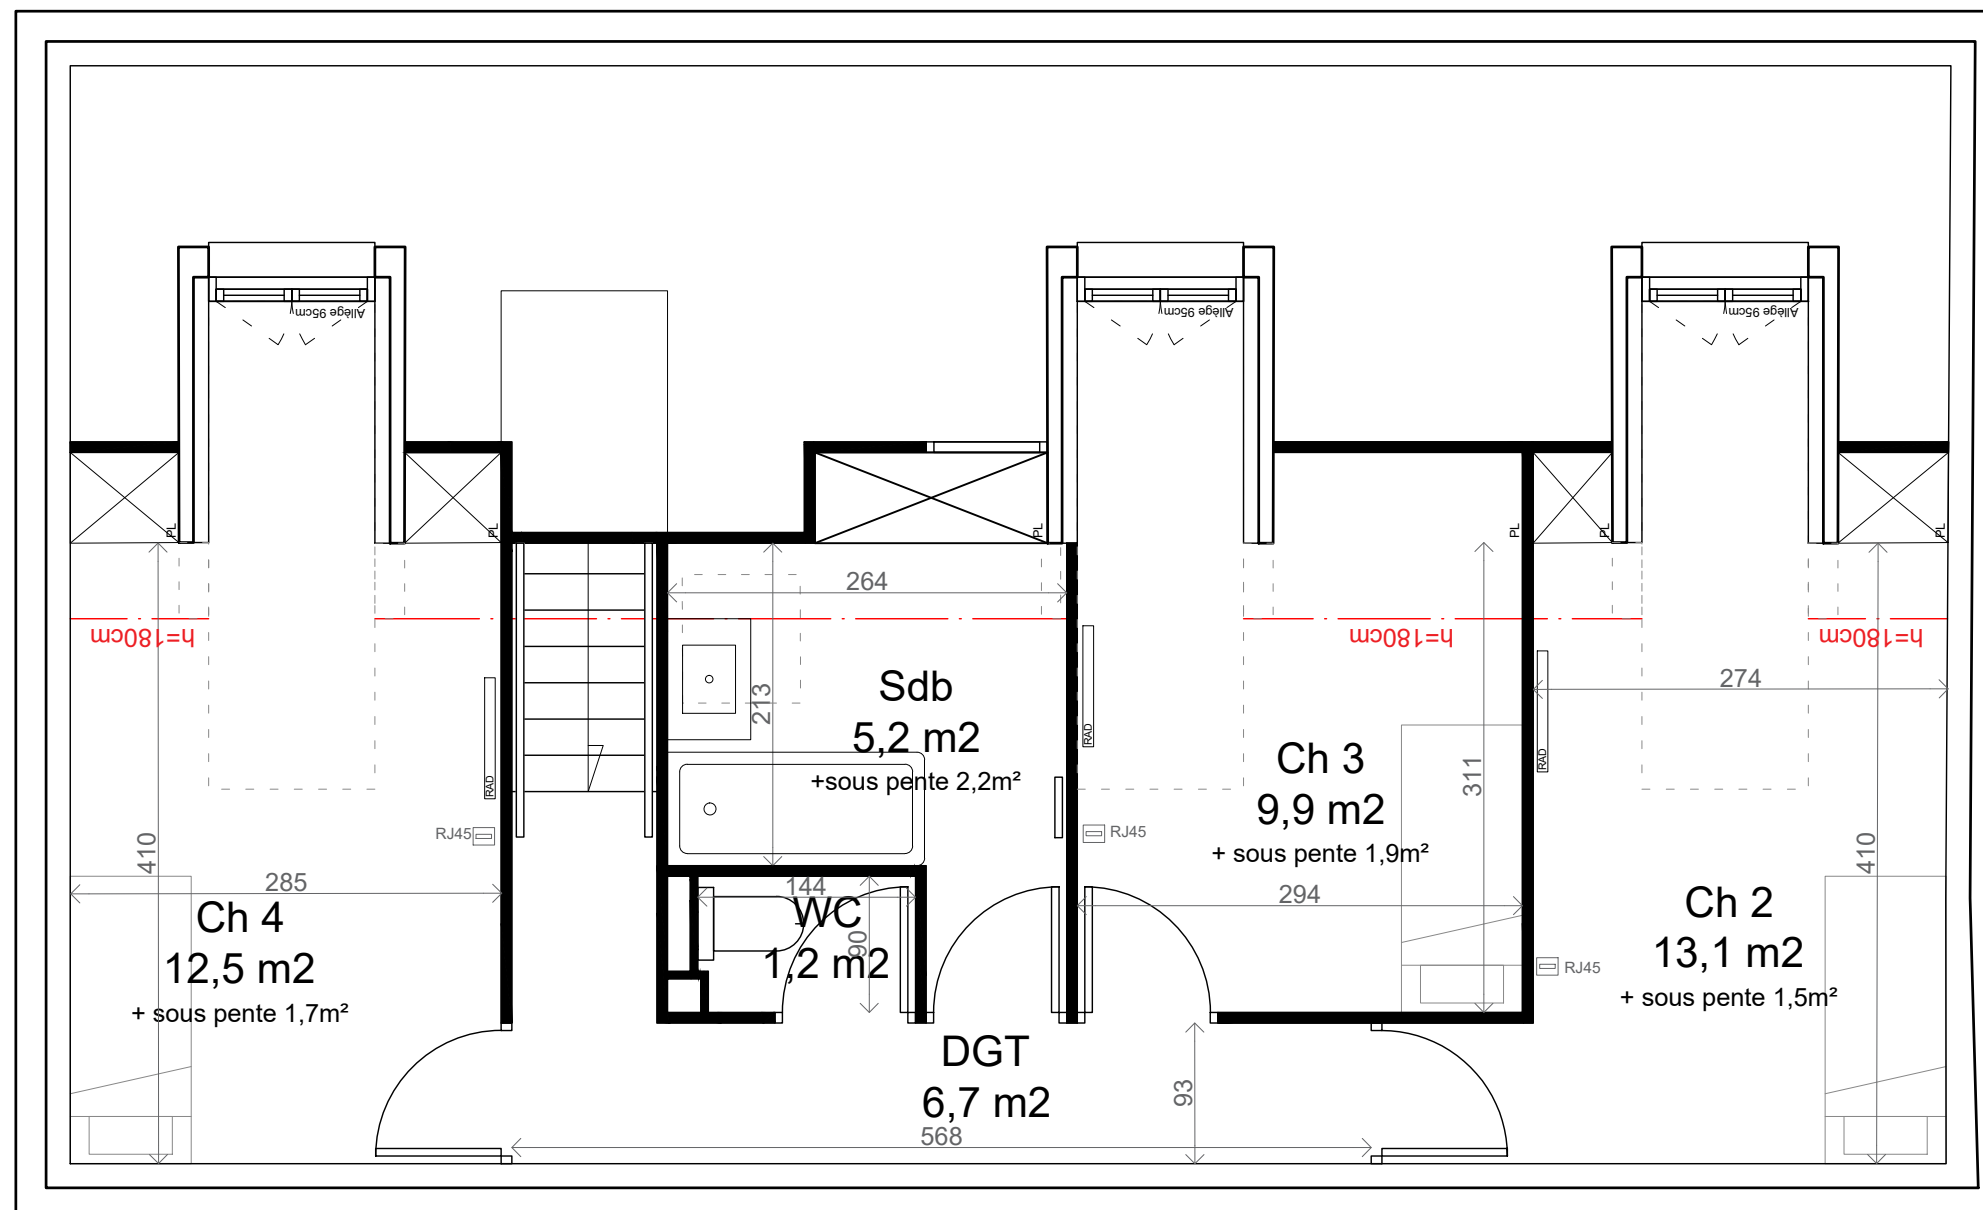 Allège 95cm
Allège 95cm
Allège 95cm
PL
PL
PL
PL
PL
PL
264
h=180cm
h=180cm
h=180cm
274
213
Sdb
5,2 m2
+sous pente 2,2m²
RAD
RAD
RAD
Ch 3
9,9 m2
+ sous pente 1,9m²
311
RJ45
RJ45
RJ45
410
410
285
144
294
Ch 4
12,5 m2
+ sous pente 1,7m²
WC
1,2 m2
90
Ch 2
13,1 m2
+ sous pente 1,5m²
DGT
6,7 m2
93
568